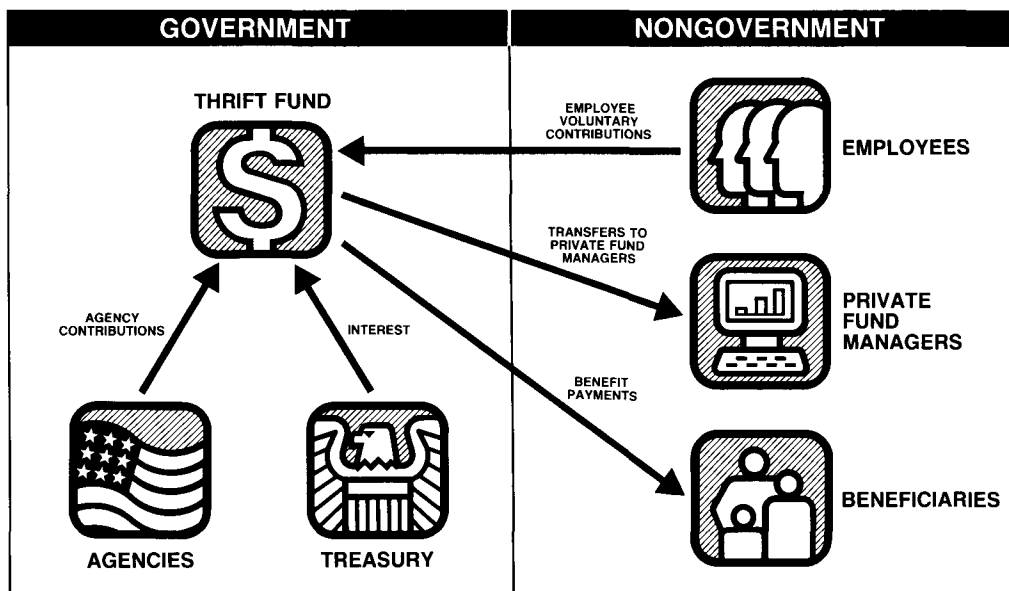 GOVERNMENT
NONGOVERNMENT
THRIFT FUND
EMPLOYEE
VOLUNTARY
CONTRIBUTIONS
EMPLOYEES
TRANSFERS TO
PRIVATE FUND
MANAGERS
PRIVATE
FUND
MANAGERS
AGENCY
CONTRIBUTIONS
INTEREST
BENEFIT
PAYMENTS
BENEFICIARIES
AGENCIES
TREASURY